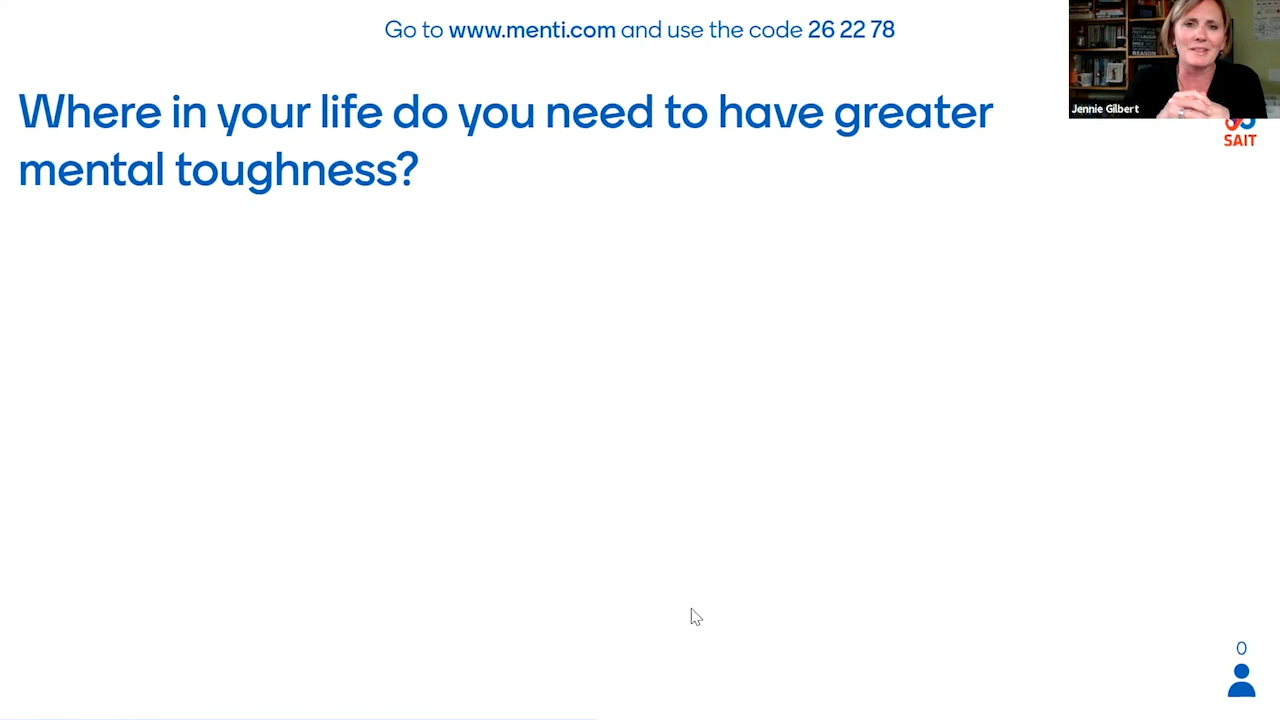 Go to www.menti.com and use the code 26 22 78
REASON
Jennie Gilbert
SAIT
Where in your life do you need to have greater
mental toughness?
0